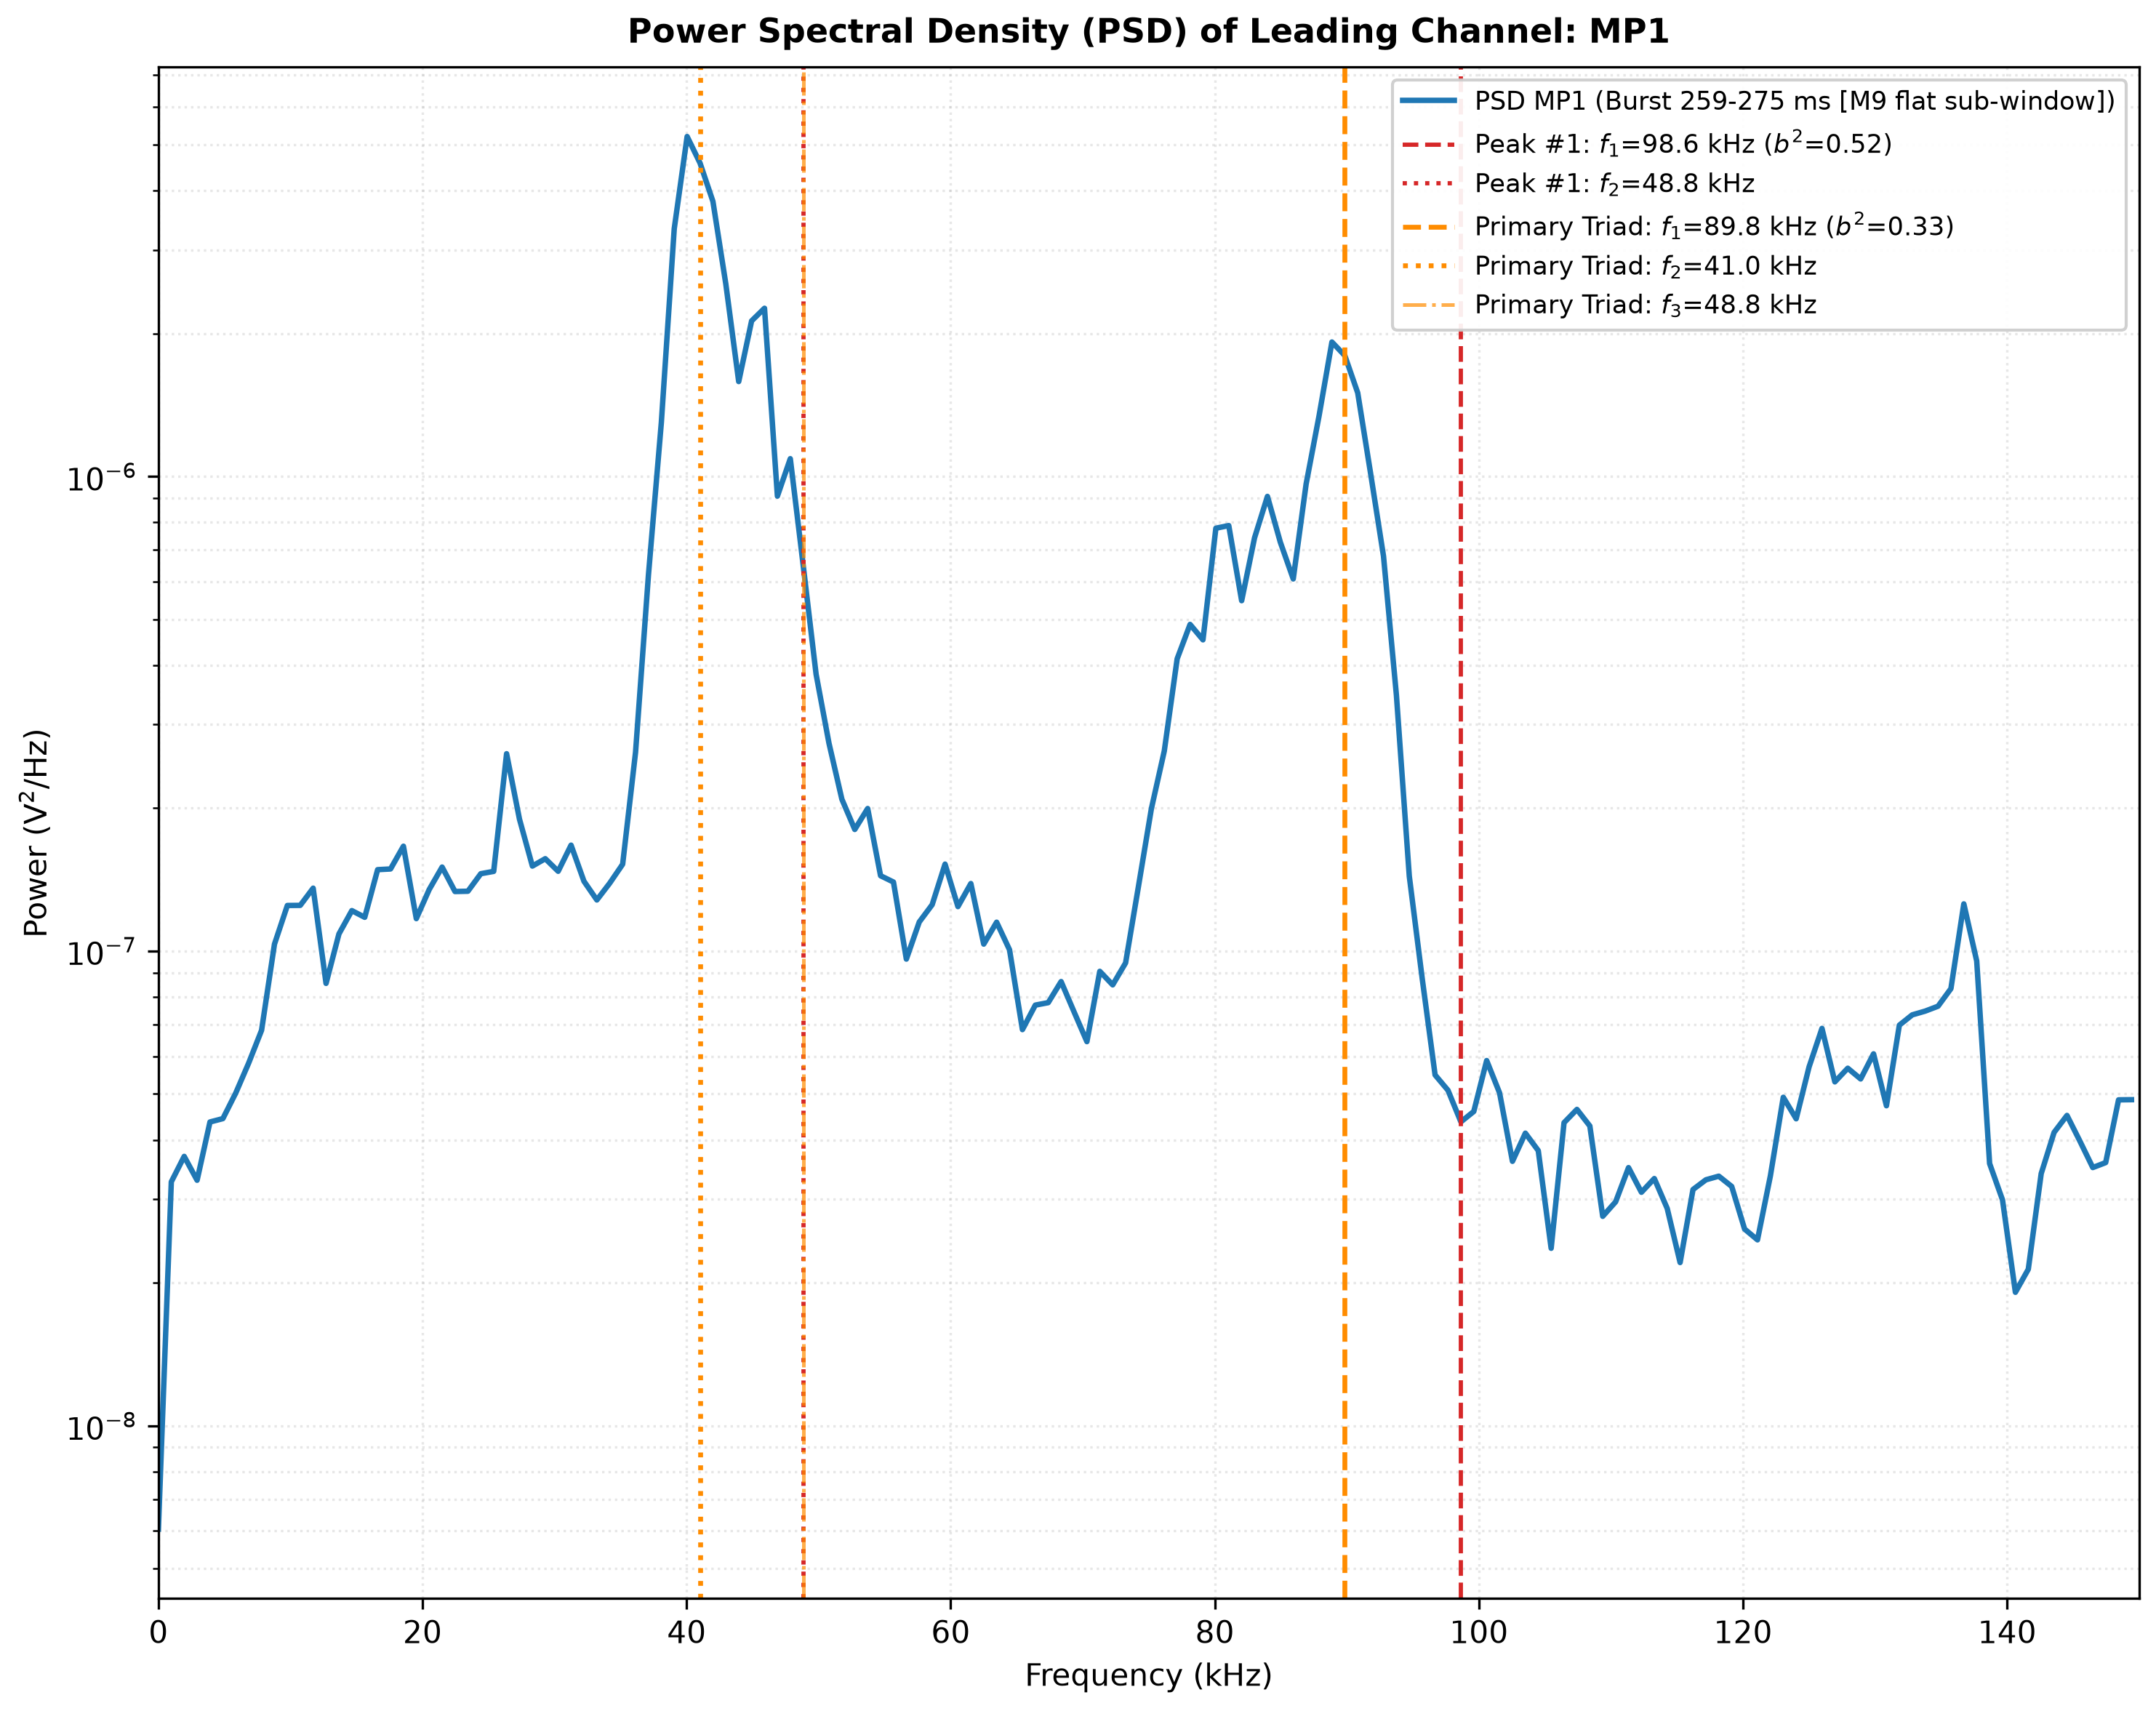 Power Spectral Density (PSD) of Leading Channel: MP1
PSD MP1 (Burst 259-275 ms [M9 flat sub-window])
Peak #1: f₁=98.6 kHz (b²=0.52)
Peak #1: f₂=48.8 kHz
Primary Triad: f₁=89.8 kHz (b²=0.33)
Primary Triad: f₂=41.0 kHz
Primary Triad: f₃=48.8 kHz
Power (V²/Hz)
10⁻⁶
10⁻⁷
10⁻⁸
0 20 40 60 80 100 120 140
Frequency (kHz)